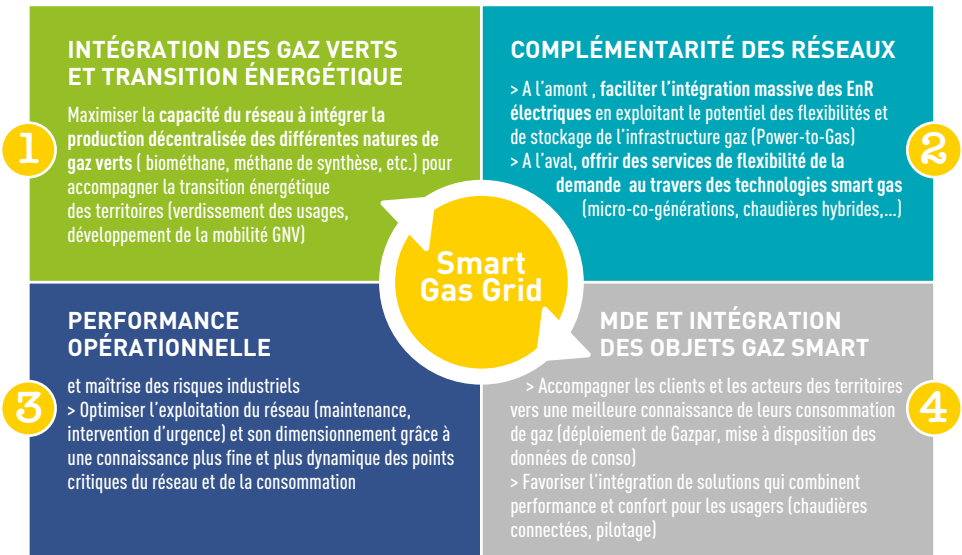 INTÉGRATION DES GAZ VERTS
ET TRANSITION ÉNERGÉTIQUE
Maximiser la capacité du réseau à intégrer la
production décentralisée des différentes natures de
gaz verts ( biométhane, méthane de synthèse, etc.) pour
accompagner la transition énergétique
des territoires (verdissement des usages,
développement de la mobilité GNV)
1
COMPLÉMENTARITÉ DES RÉSEAUX
> A l’amont , faciliter l’intégration massive des EnR
électriques en exploitant le potentiel des flexibilités et
de stockage de l’infrastructure gaz (Power-to-Gas)
> A l’aval, offrir des services de flexibilité de la
demande au travers des technologies smart gas
(micro-co-générations, chaudières hybrides,...)
2
Smart
Gas Grid
PERFORMANCE
OPÉRATIONNELLE
et maîtrise des risques industriels
> Optimiser l’exploitation du réseau (maintenance,
intervention d’urgence) et son dimensionnement grâce à
une connaissance plus fine et plus dynamique des points
critiques du réseau et de la consommation
3
MDE ET INTÉGRATION
DES OBJETS GAZ SMART
> Accompagner les clients et les acteurs des territoires
vers une meilleure connaissance de leurs consommation
de gaz (déploiement de Gazpar, mise à disposition des
données de conso)
> Favoriser l’intégration de solutions qui combinent
performance et confort pour les usagers (chaudières
connectées, pilotage)
4